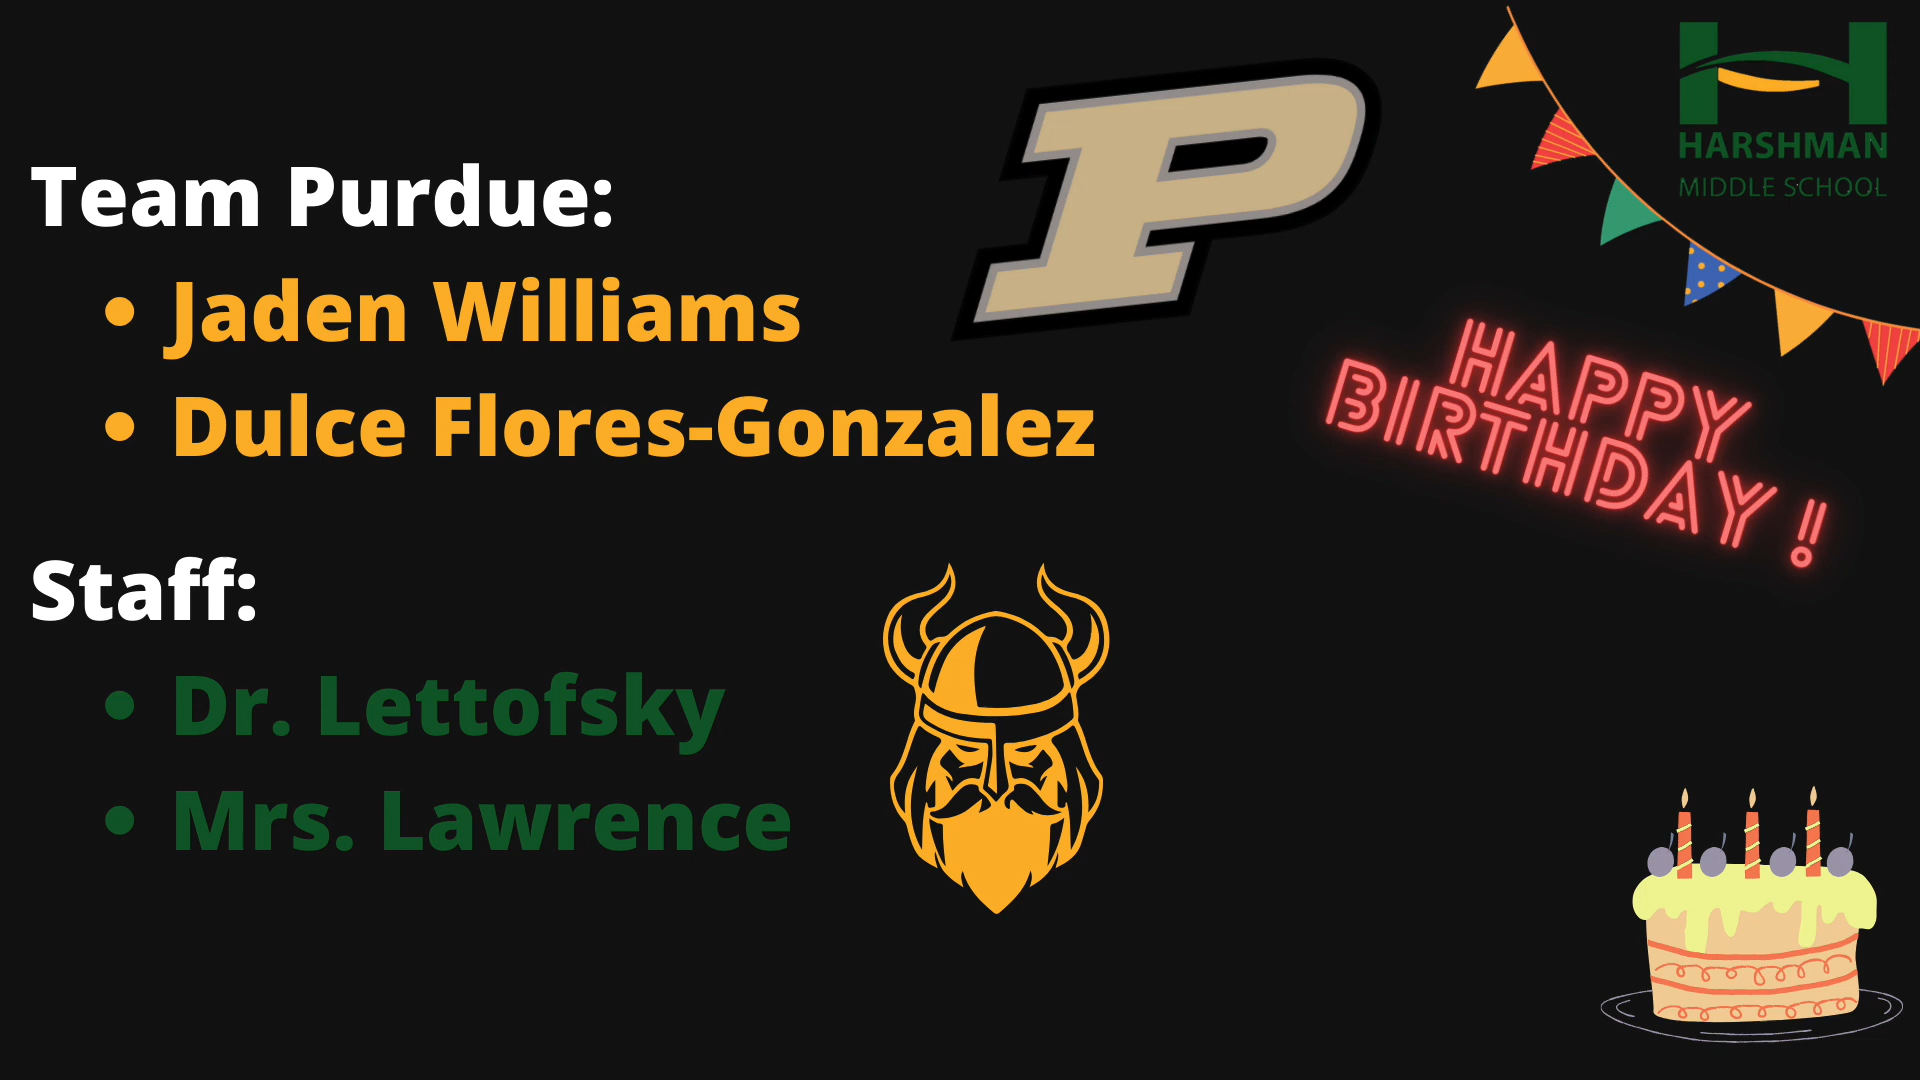 Team Purdue:
• Jaden Williams
• Dulce Flores-Gonzalez
Staff:
• Dr. Lettofsky
• Mrs. Lawrence
P
H
HARSHMAN
MIDDLE SCHOOL
HAPPY
BIRTHDAY !